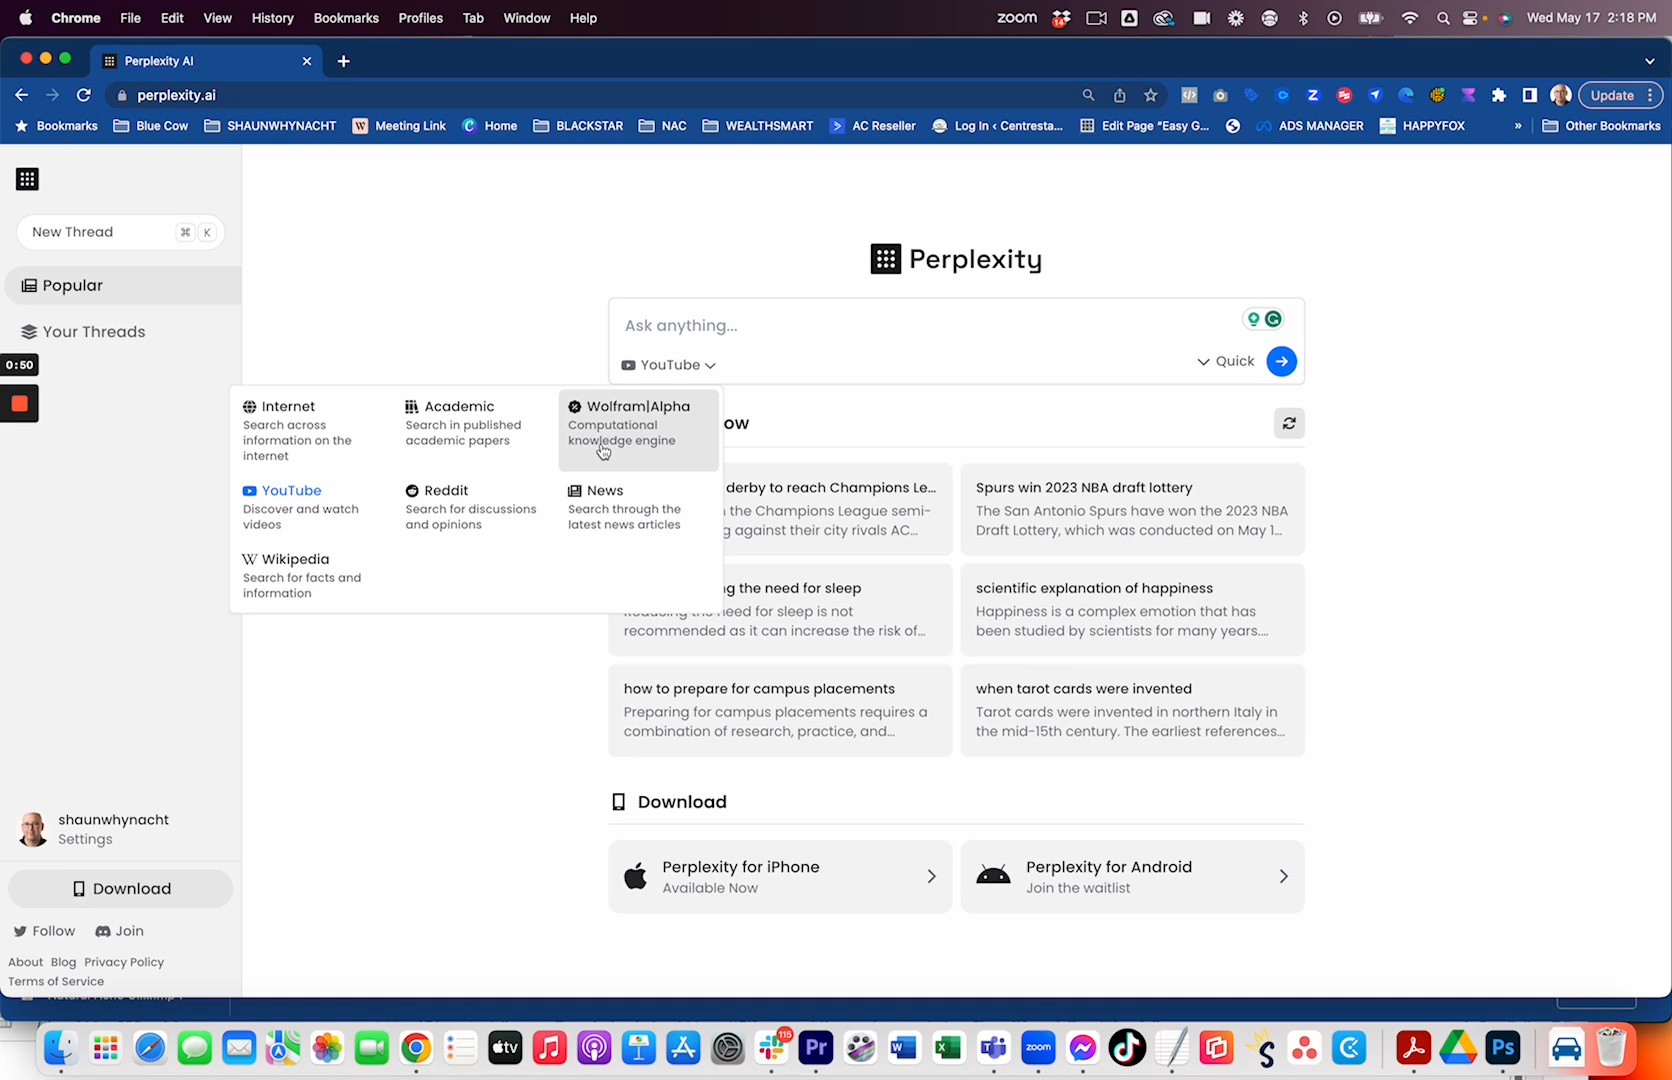 Chrome File Edit View History Bookmarks Profiles Tab Window Help
zoom 14 Wed May 17 2:18 PM
Perplexity AI
perplexity.ai
Update
Bookmarks Blue Cow SHAUNWHYNACHT Meeting Link Home BLACKSTAR NAC WEALTHSMART AC Reseller Log In ‹ Centresta... Edit Page “Easy G... ADS MANAGER HAPPYFOX » Other Bookmarks
New Thread ⌘ K
Popular
Your Threads
0:50
Perplexity
Ask anything...
YouTube
Quick
Internet
Search across
information on the
internet
Academic
Search in published
academic papers
Wolfram|Alpha
Computational
knowledge engine
YouTube
Discover and watch
videos
Reddit
Search for discussions
and opinions
News
Search through the
latest news articles
Wikipedia
Search for facts and
information
ow
derby to reach Champions Le...
the Champions League semi-
g against their city rivals AC...
Spurs win 2023 NBA draft lottery
The San Antonio Spurs have won the 2023 NBA
Draft Lottery, which was conducted on May 1...
ng the need for sleep
Reducing the need for sleep is not
recommended as it can increase the risk of...
scientific explanation of happiness
Happiness is a complex emotion that has
been studied by scientists for many years....
how to prepare for campus placements
Preparing for campus placements requires a
combination of research, practice, and...
when tarot cards were invented
Tarot cards were invented in northern Italy in
the mid-15th century. The earliest references...
Download
Perplexity for iPhone
Available Now
Perplexity for Android
Join the waitlist
shaunwhynacht
Settings
Download
Follow Join
About Blog Privacy Policy
Terms of Service
tv 115 Pr W X zoom Ps